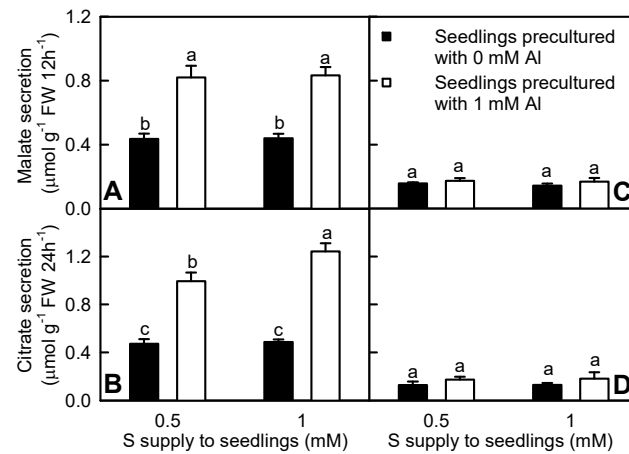 1.2
0.8
0.4
0.0
Malate secretion
(μmol g⁻¹ FW 12h⁻¹)
b
a
b
a
A
Seedlings precultured
with 0 mM Al
Seedlings precultured
with 1 mM Al
a
a
a
a
C
1.2
0.8
0.4
0.0
Citrate secretion
(μmol g⁻¹ FW 24h⁻¹)
c
b
c
a
B
a
a
a
a
D
0.5
1
0.5
1
S supply to seedlings (mM)
S supply to seedlings (mM)